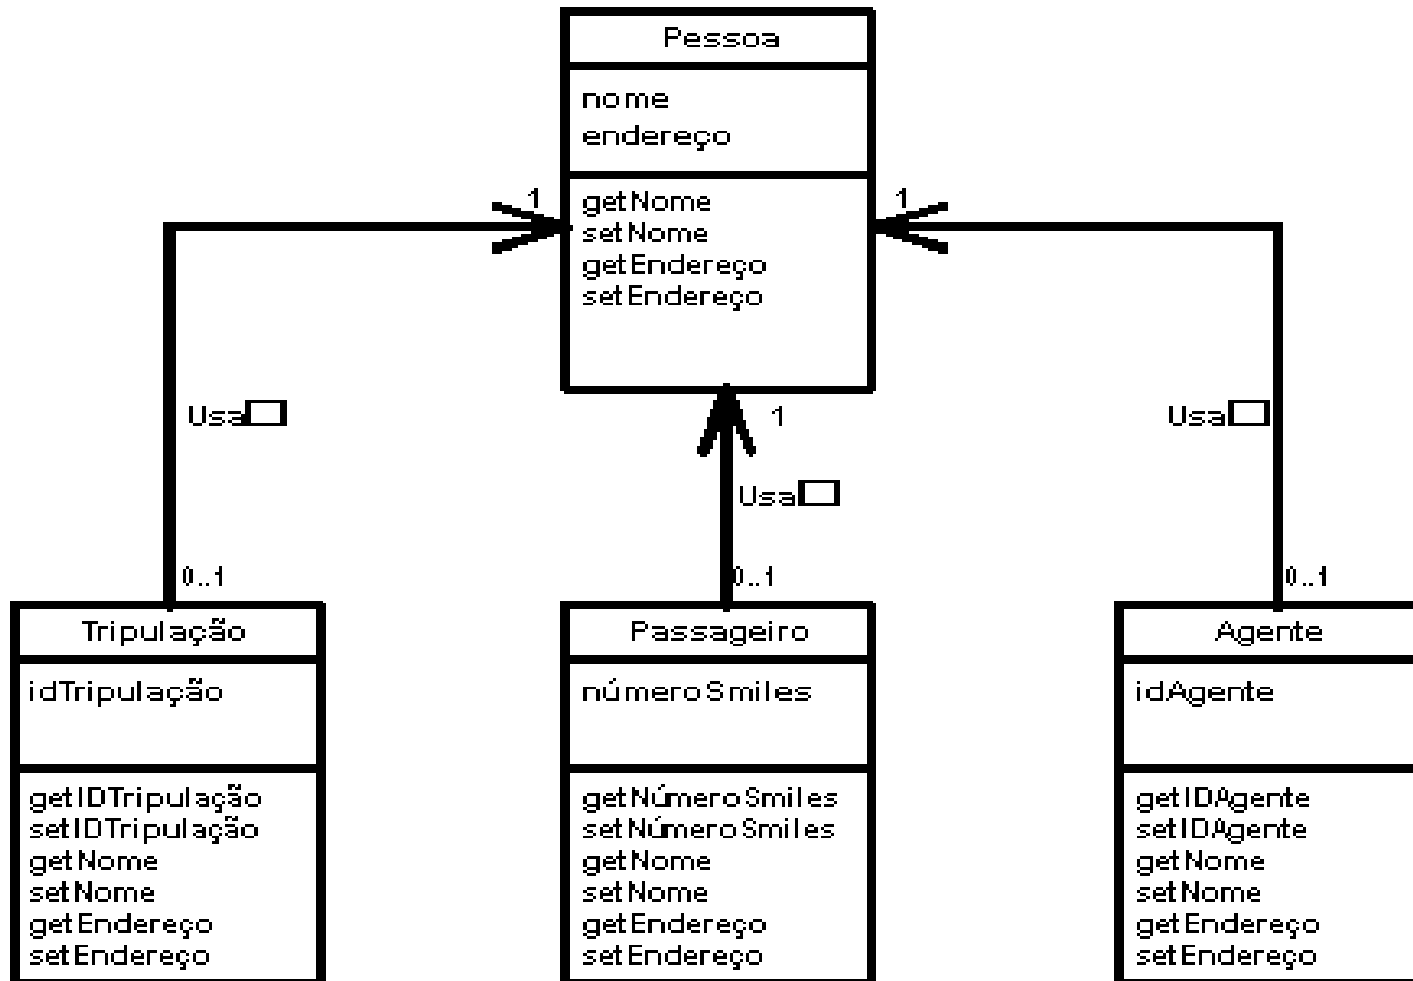 Pessoa
nome
endereço
getNome
setNome
getEndereço
setEndereço
1
1
1
Usa
Usa
Usa
0..1
0..1
0..1
Tripulação
idTripulação
getIDTripulação
setIDTripulação
getNome
setNome
getEndereço
setEndereço
Passageiro
númeroSmiles
getNúmeroSmiles
setNúmeroSmiles
getNome
setNome
getEndereço
setEndereço
Agente
idAgente
getIDAgente
setIDAgente
getNome
setNome
getEndereço
setEndereço